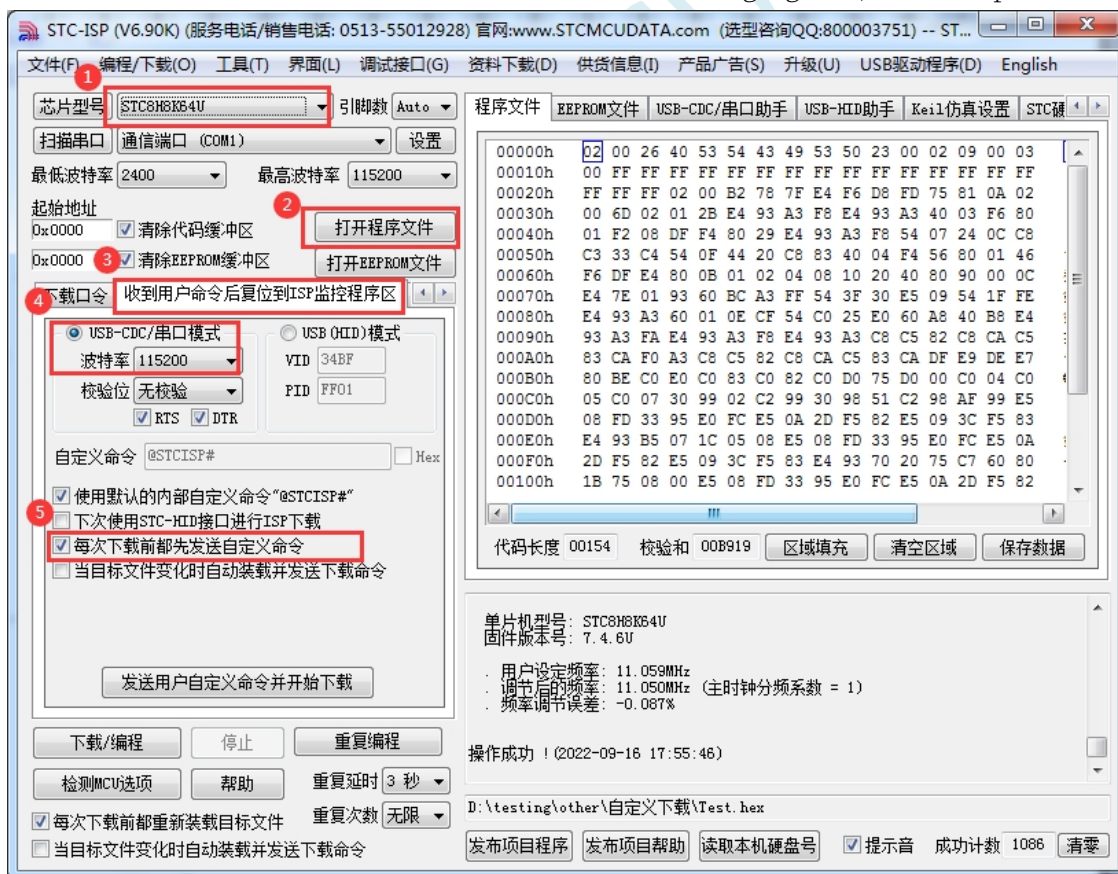 STC-ISP (V6.90K) (服务电话/销售电话: 0513-55012928) 官网:www.STCMCUDATA.com (选型咨询QQ:800003751) -- ST...
文件(F) 编程/下载(O) 工具(T) 界面(L) 调试接口(G) 资料下载(D) 供货信息(I) 产品广告(S) 升级(U) USB驱动程序(D) English
1
芯片型号 STC8H8K64U 引脚数 Auto
扫描串口 通信端口 (COM1) 设置
最低波特率 2400 最高波特率 115200
起始地址
2
0x0000 清除代码缓冲区 打开程序文件
0x0000 3 清除EEPROM缓冲区 打开EEPROM文件
4 下载口令 收到用户命令后复位到ISP监控程序区
USB-CDC/串口模式 USB(HID)模式
波特率 115200 VID 34BF
校验位 无校验 PID FF01
RTS DTR
自定义命令 @STCISP# Hex
使用默认的内部自定义命令"@STCISP#"
5
下次使用STC-HID接口进行ISP下载
每次下载前都先发送自定义命令
当目标文件变化时自动装载并发送下载命令
发送用户自定义命令并开始下载
下载/编程 停止 重复编程
检测MCU选项 帮助 重复延时 3 秒
每次下载前都重新装载目标文件 重复次数 无限
当目标文件变化时自动装载并发送下载命令
程序文件 EEPROM文件 USB-CDC/串口助手 USB-HID助手 Keil仿真设置 STC硬
00000h 02 00 26 40 53 54 43 49 53 50 23 00 02 09 00 03
00010h 00 FF FF FF FF FF FF FF FF FF FF FF FF FF FF FF
00020h FF FF FF 02 00 B2 78 7F E4 F6 D8 FD 75 81 0A 02
00030h 00 6D 02 01 2B E4 93 A3 F8 E4 93 A3 40 03 F6 80
00040h 01 F2 08 DF F4 80 29 E4 93 A3 F8 54 07 24 0C C8
00050h C3 33 C4 54 0F 44 20 C8 83 40 04 F4 56 80 01 46
00060h F6 DF E4 80 0B 01 02 04 08 10 20 40 80 90 00 0C
00070h E4 7E 01 93 60 BC A3 FF 54 3F 30 E5 09 54 1F FE
00080h E4 93 A3 60 01 0E CF 54 C0 25 E0 60 A8 40 B8 E4
00090h 93 A3 FA E4 93 A3 F8 E4 93 A3 C8 C5 82 C8 CA C5
000A0h 83 CA F0 A3 C8 C5 82 C8 CA C5 83 CA DF E9 DE E7
000B0h 80 BE C0 E0 C0 83 C0 82 C0 D0 75 D0 00 C0 04 C0
000C0h 05 C0 07 30 99 02 C2 99 30 98 51 C2 98 AF 99 E5
000D0h 08 FD 33 95 E0 FC E5 0A 2D F5 82 E5 09 3C F5 83
000E0h E4 93 B5 07 1C 05 08 E5 08 FD 33 95 E0 FC E5 0A
000F0h 2D F5 82 E5 09 3C F5 83 E4 93 70 20 75 C7 60 80
00100h 1B 75 08 00 E5 08 FD 33 95 E0 FC E5 0A 2D F5 82
代码长度 00154 校验和 00B919 区域填充 清空区域 保存数据
单片机型号: STC8H8K64U
固件版本号: 7.4.6U
. 用户设定频率: 11.059MHz
. 调节后的频率: 11.050MHz (主时钟分频系数 = 1)
. 频率调节误差: -0.087%
操作成功 !(2022-09-16 17:55:46)
D:\testing\other\自定义下载\Test.hex
发布项目程序 发布项目帮助 读取本机硬盘号 提示音 成功计数 1086 清零